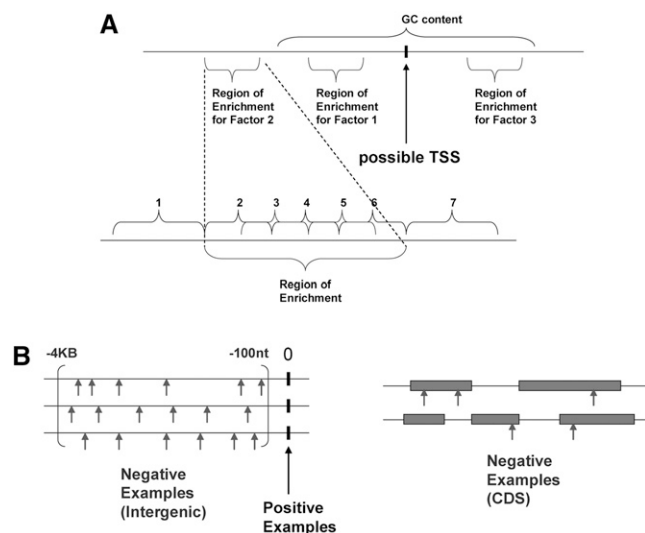 A
GC content
Region of
Enrichment
for Factor 2
Region of
Enrichment
for Factor 1
Region of
Enrichment
for Factor 3
possible TSS
1 2 3 4 5 6 7
Region of
Enrichment
B
-4KB -100nt 0
Negative
Examples
(Intergenic)
Positive
Examples
Negative
Examples
(CDS)